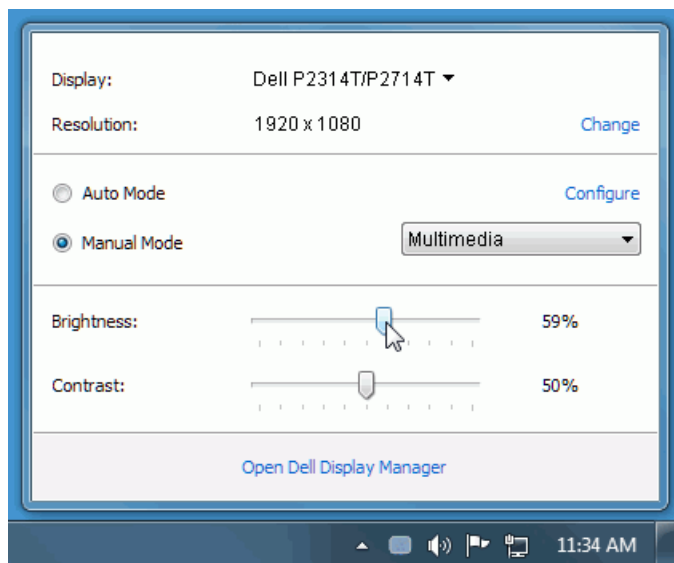 Display: Dell P2314T/P2714T
Resolution: 1920 x 1080 Change
Auto Mode Configure
Manual Mode Multimedia
Brightness: 59%
Contrast: 50%
Open Dell Display Manager
11:34 AM